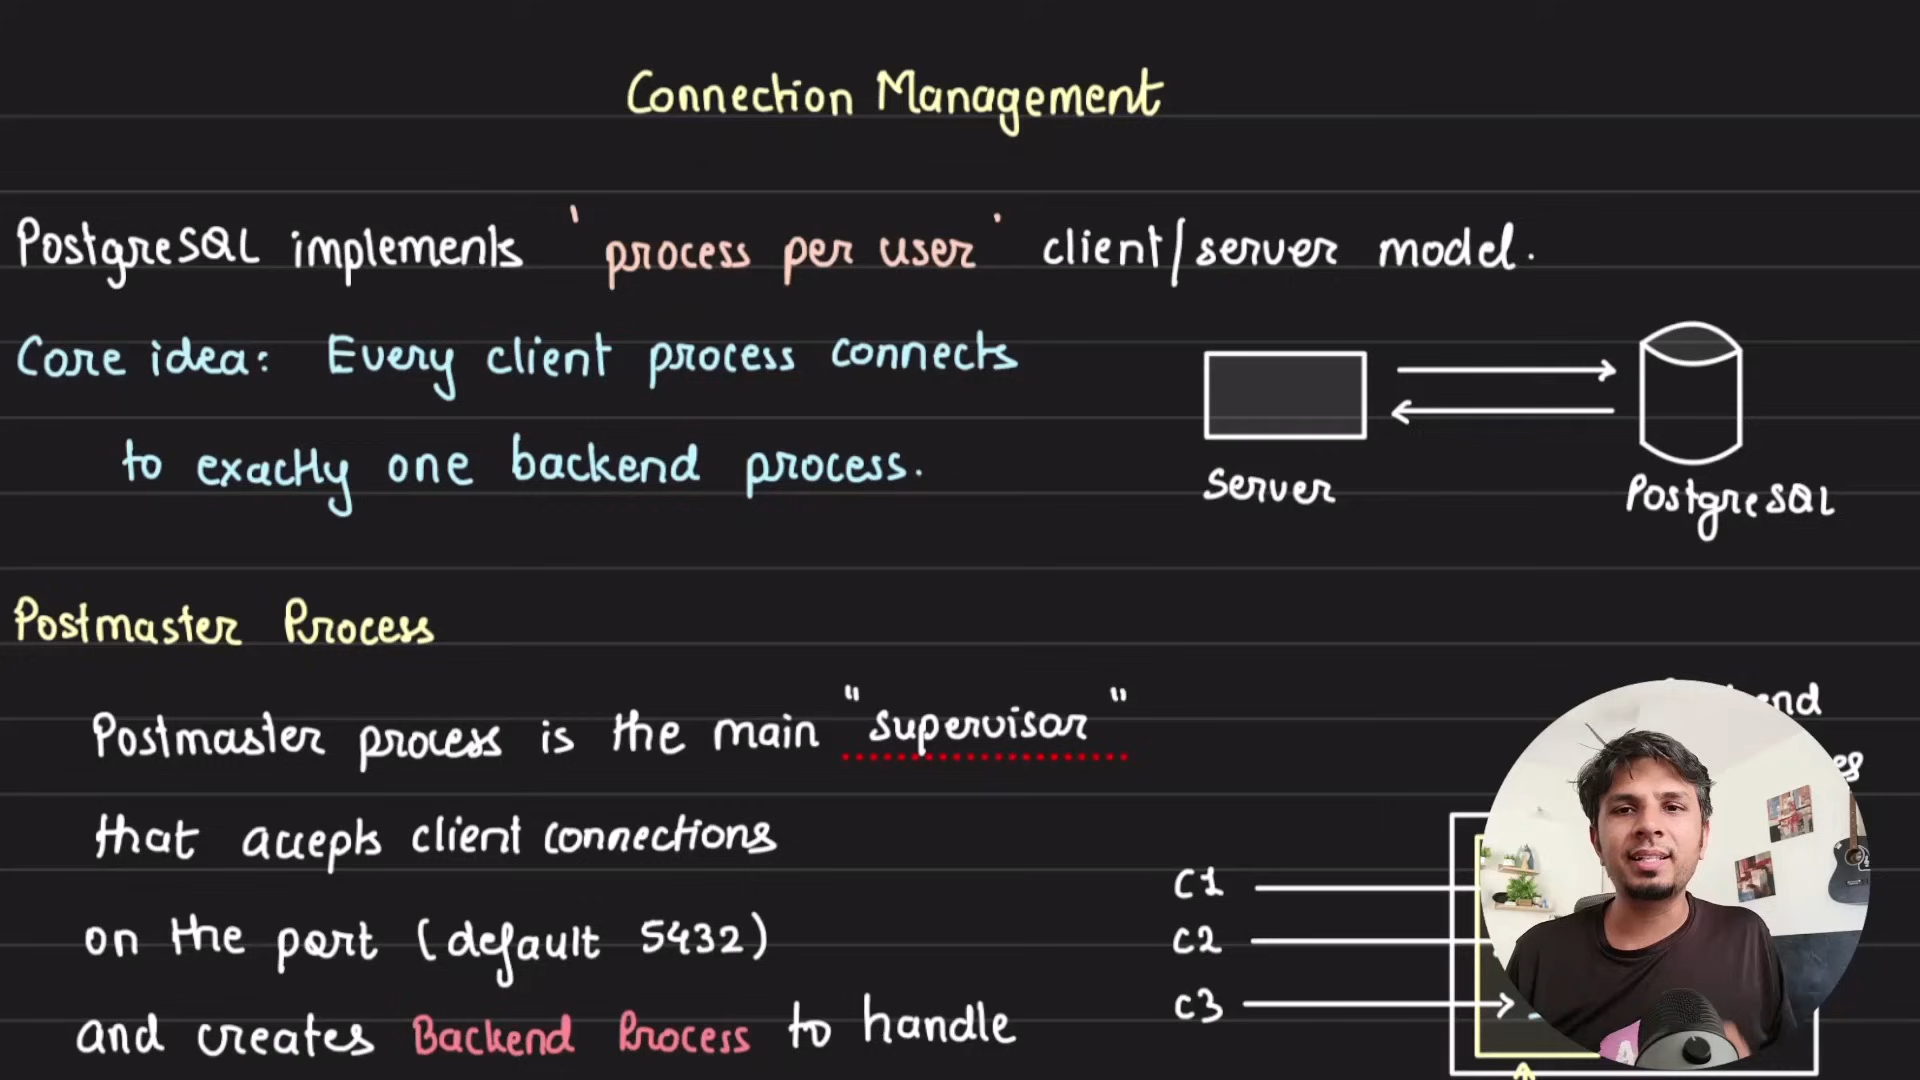 Connection Management
PostgreSQL implements 'process per user' client/server model.
Core idea: Every client process connects
to exactly one backend process.
Server
PostgreSQL
Postmaster Process
Postmaster process is the main "supervisor"
that accepts client connections
on the port (default 5432)
and creates Backend Process to handle
C1
C2
C3